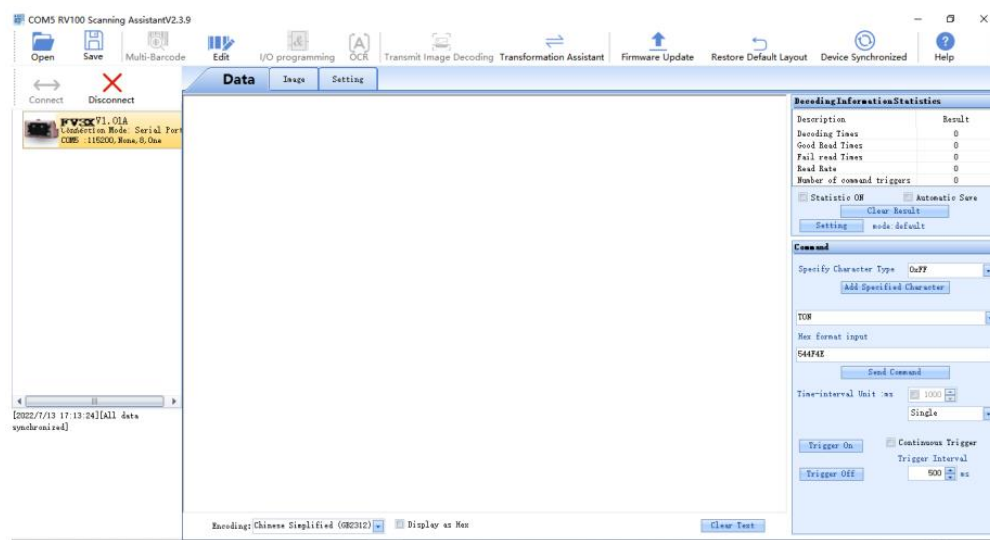 COM5 RV100 Scanning AssistantV2.3.9
Open Save Multi-Barcode Edit I/O programming OCR Transmit Image Decoding Transformation Assistant Firmware Update Restore Default Layout Device Synchronized Help
Connect Disconnect
Data Image Setting
FV3X V1.01A
Connection Mode: Serial Port
COM5 :115200, None, 8, One
[2022/7/13 17:13:24][All data
synchronized]
Encoding: Chinese Simplified (GB2312) Display as Hex Clear Text
DecodingInformationStatistics
Description Result
Decoding Times 0
Good Read Times 0
Fail read Times 0
Read Rate 0
Number of command triggers 0
Statistic ON Automatic Save
Clear Result
Setting mode:default
Command
Specify Character Type 0xFF
Add Specified Character
TON
Hex format input
544F4E
Send Command
Time-interval Unit :ms 1000
Single
Trigger On Continuous Trigger
Trigger Interval
Trigger Off 500 ms